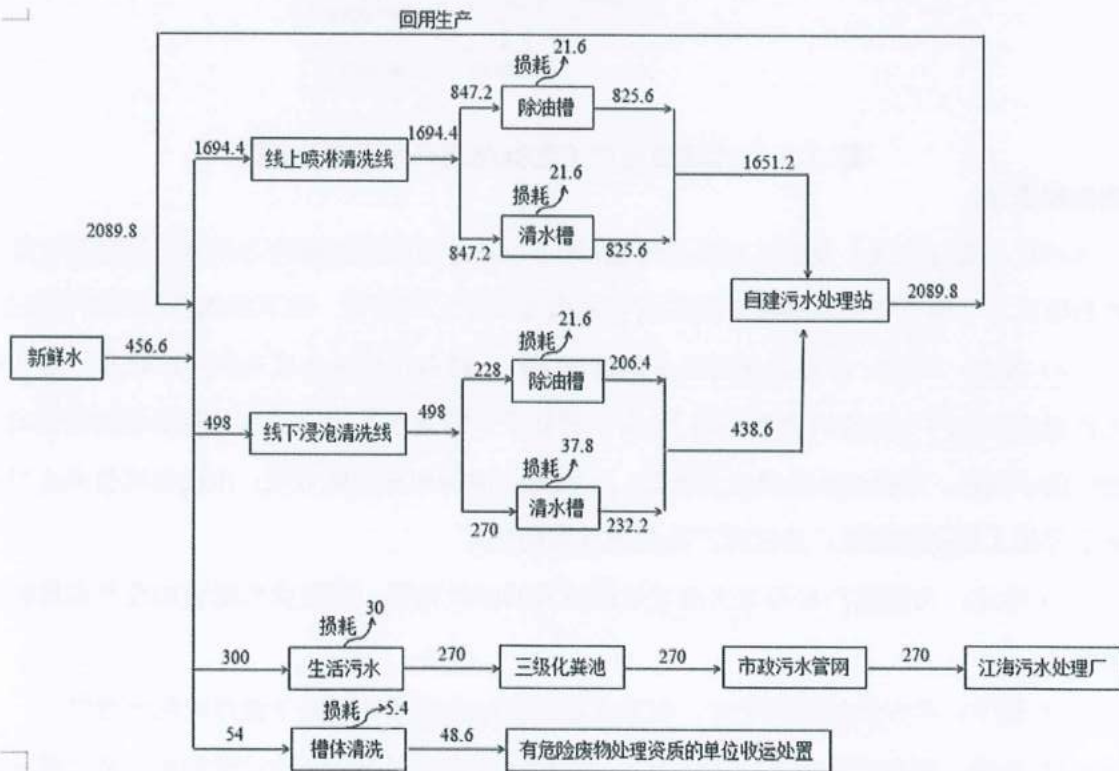 回用生产
损耗 21.6
847.2 除油槽 825.6
1694.4 线上喷淋清洗线 1694.4
1651.2
损耗 21.6
847.2 清水槽 825.6
2089.8
自建污水处理站 2089.8
新鲜水 456.6
损耗 21.6
228 除油槽 206.4
498 线下浸泡清洗线 498
438.6
损耗 37.8
270 清水槽 232.2
损耗 30
300 生活污水 270 三级化粪池 270 市政污水管网 270 江海污水处理厂
损耗 5.4
54 槽体清洗 48.6 有危险废物处理资质的单位收运处置